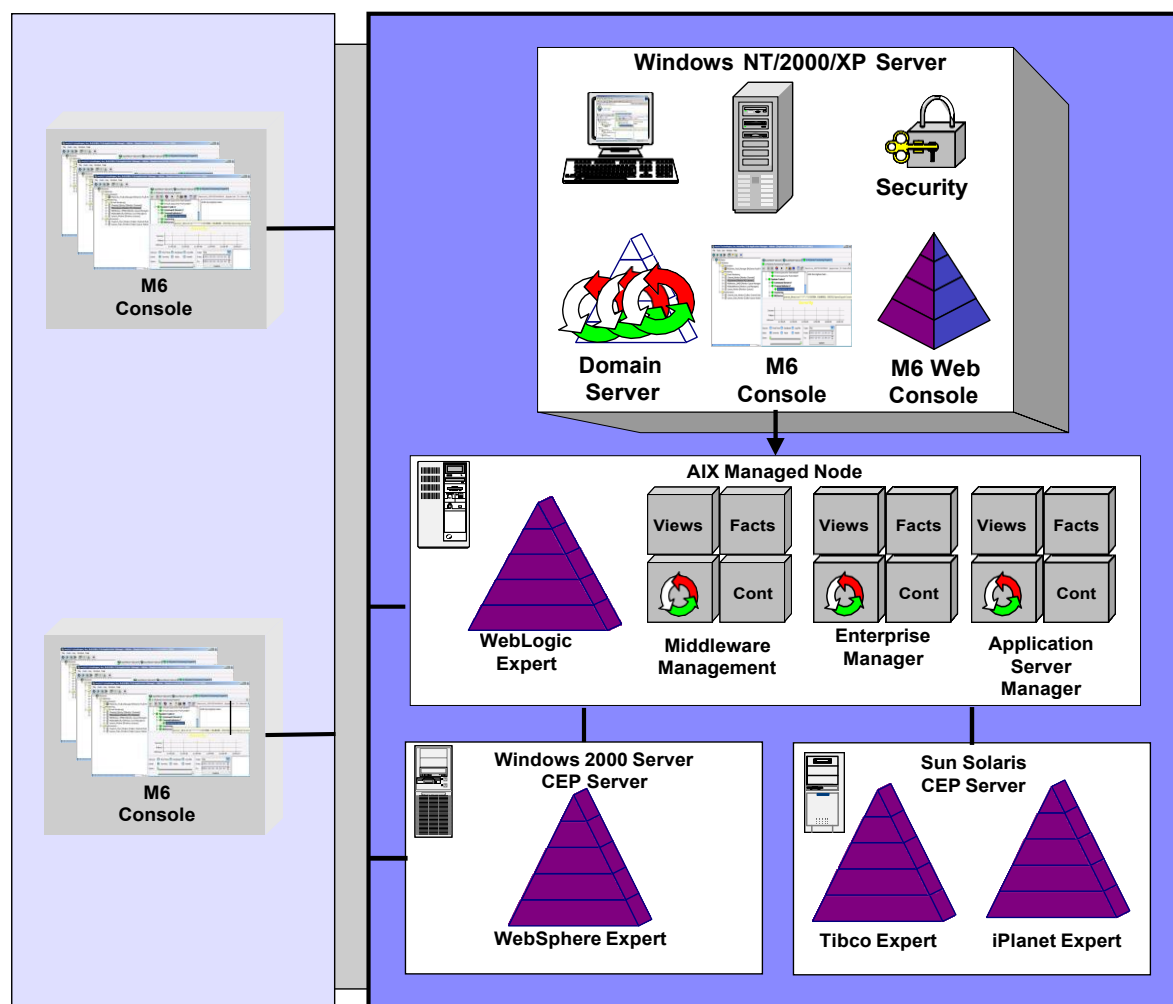 Windows NT/2000/XP Server
Security
M6
Console
Domain
Server
M6
Console
M6 Web
Console
AIX Managed Node
Views
Facts
Cont
Views
Facts
Cont
Views
Facts
Cont
WebLogic
Expert
Middleware
Management
Enterprise
Manager
Application
Server
Manager
M6
Console
Windows 2000 Server
CEP Server
WebSphere Expert
Sun Solaris
CEP Server
Tibco Expert
iPlanet Expert